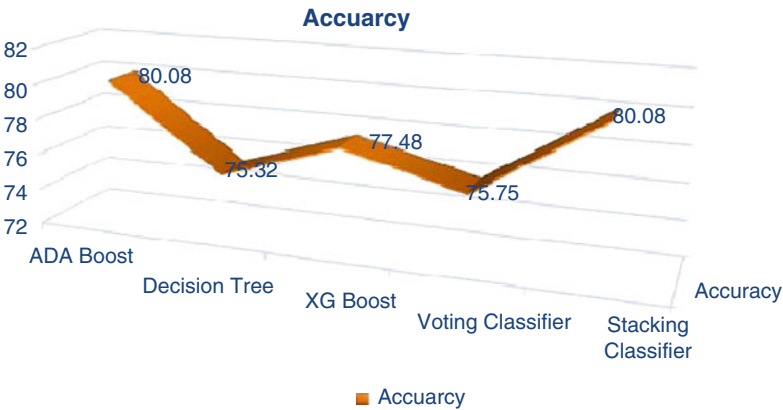 Accuarcy
82
80
78
76
74
72
80.08
75.32
77.48
75.75
80.08
ADA Boost
Decision Tree
XG Boost
Voting Classifier
Stacking
Classifier
Accuracy
Accuarcy